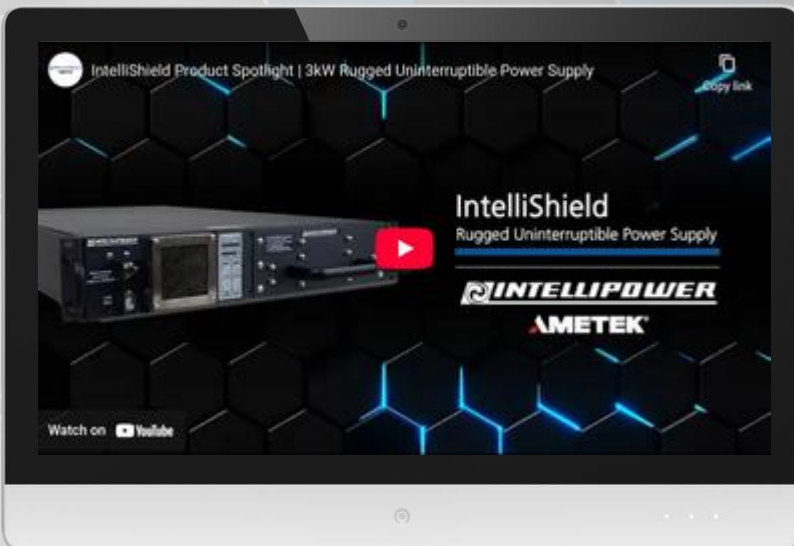 IntelliShield Product Spotlight | 3kW Rugged Uninterruptible Power Supply
Copy link
IntelliShield
Rugged Uninterruptible Power Supply
INTELLIPOWER
AMETEK
Watch on YouTube